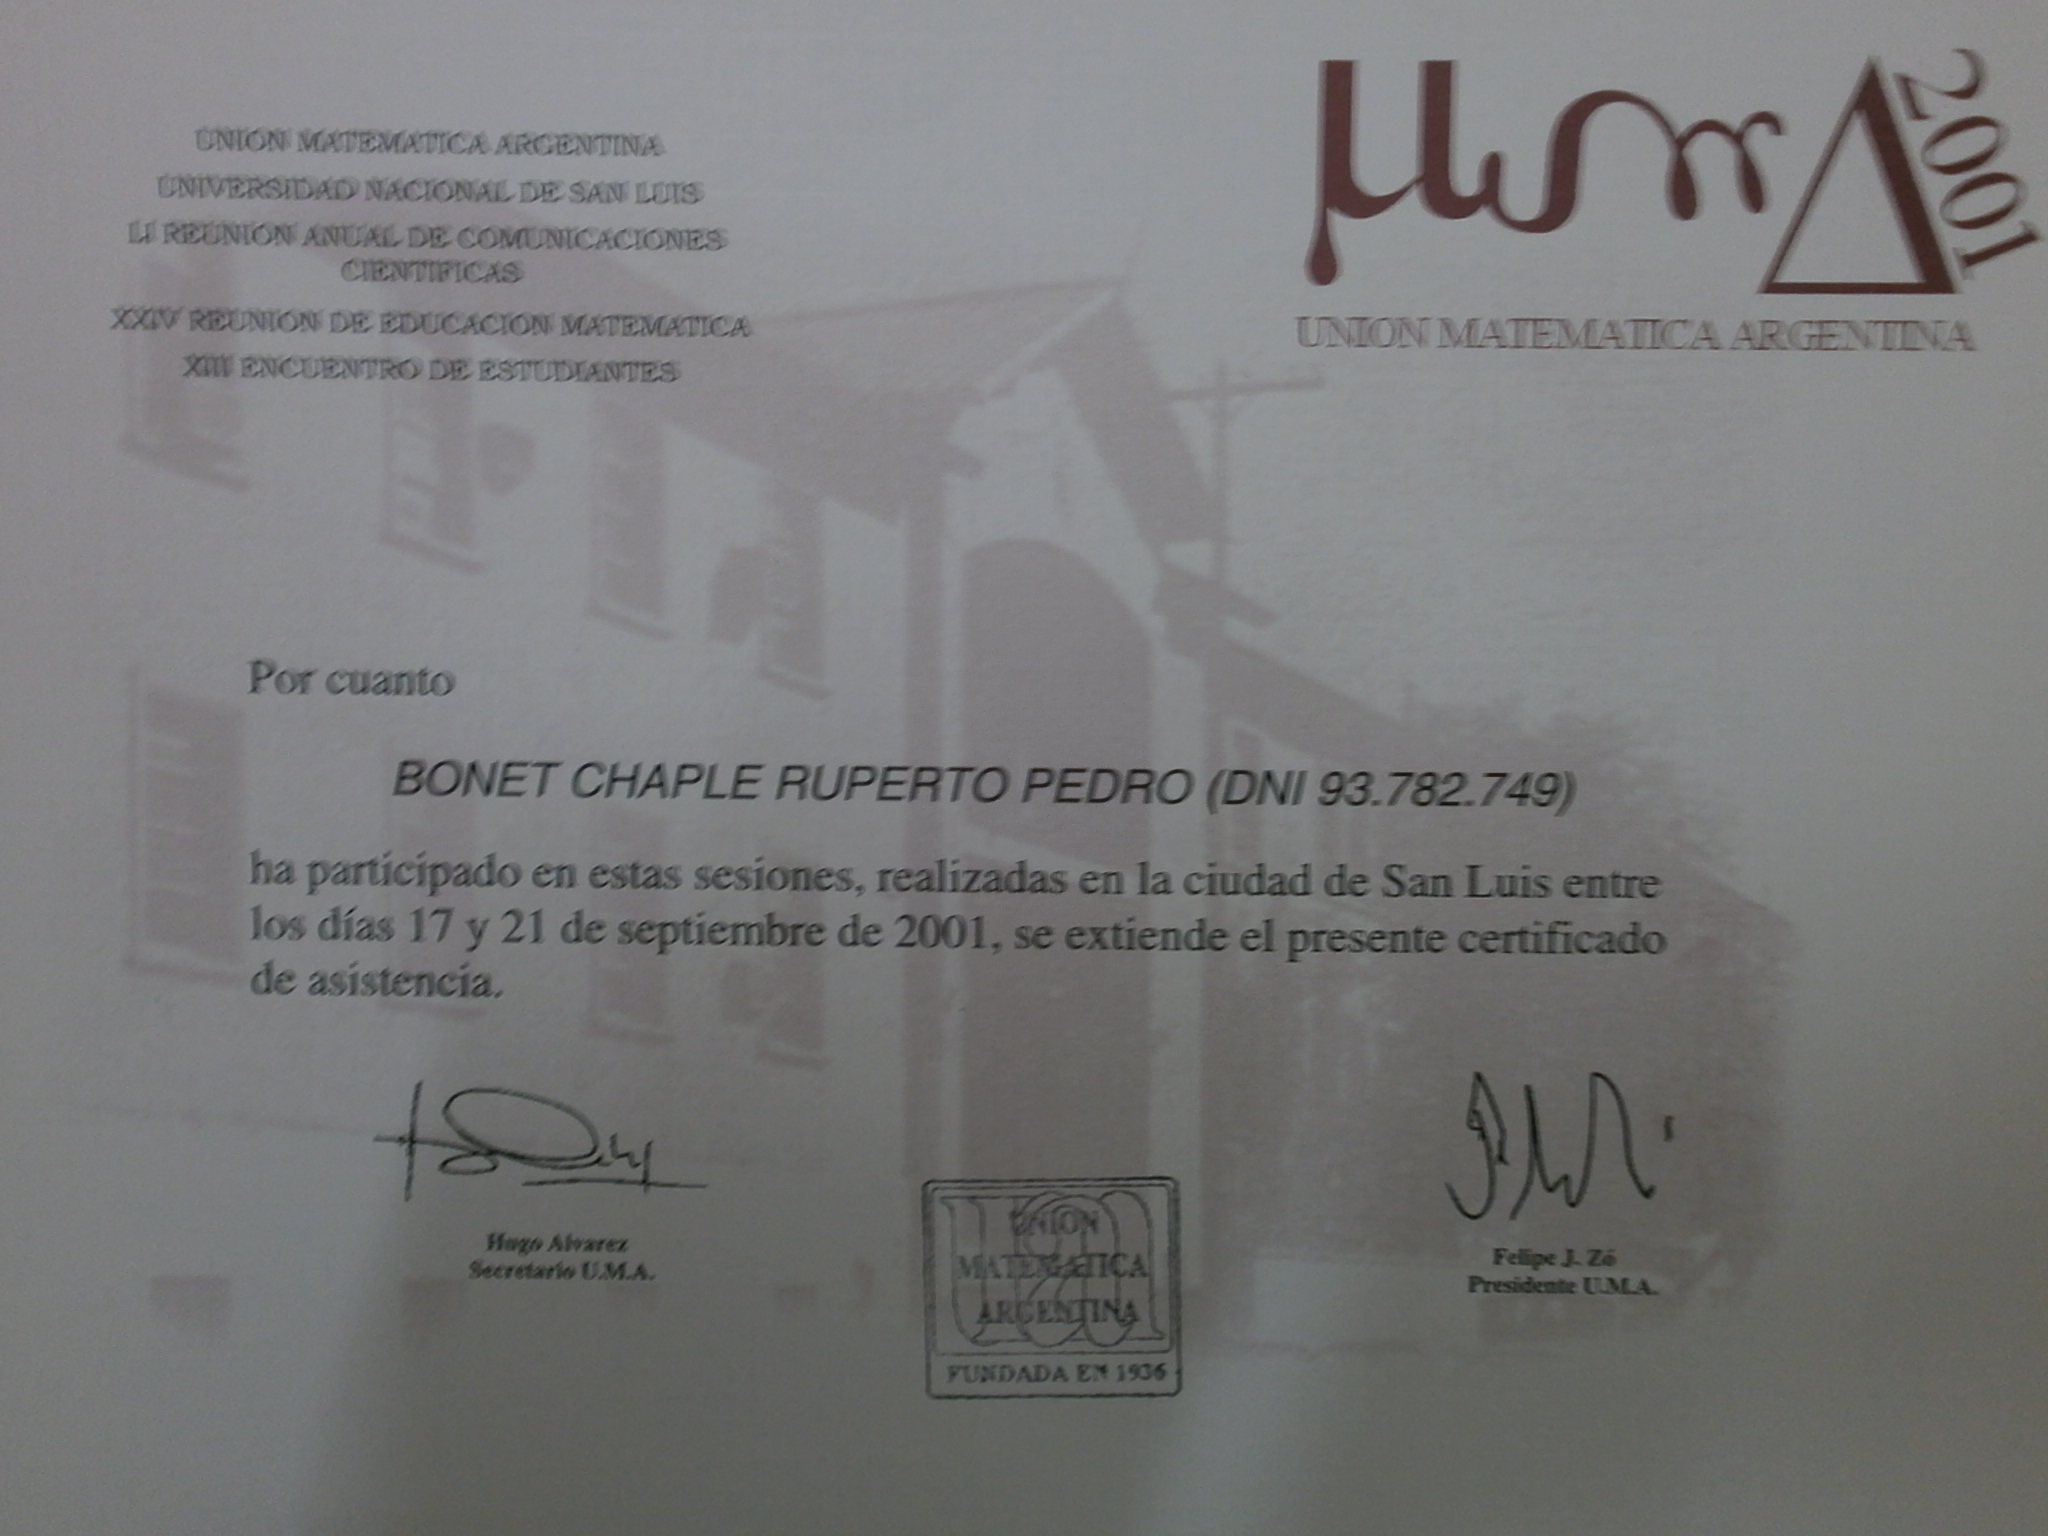 UNION MATEMATICA ARGENTINA
UNIVERSIDAD NACIONAL DE SAN LUIS
LI REUNION ANUAL DE COMUNICACIONES
CIENTIFICAS
XXIV REUNION DE EDUCACION MATEMATICA
XIII ENCUENTRO DE ESTUDIANTES
μma 2001
UNION MATEMATICA ARGENTINA
Por cuanto
BONET CHAPLE RUPERTO PEDRO (DNI 93.782.749)
ha participado en estas sesiones, realizadas en la ciudad de San Luis entre
los días 17 y 21 de septiembre de 2001, se extiende el presente certificado
de asistencia.
Hugo Alvarez
Secretario U.M.A.
UNION
MATEMATICA
ARGENTINA
FUNDADA EN 1936
Felipe J. Zó
Presidente U.M.A.